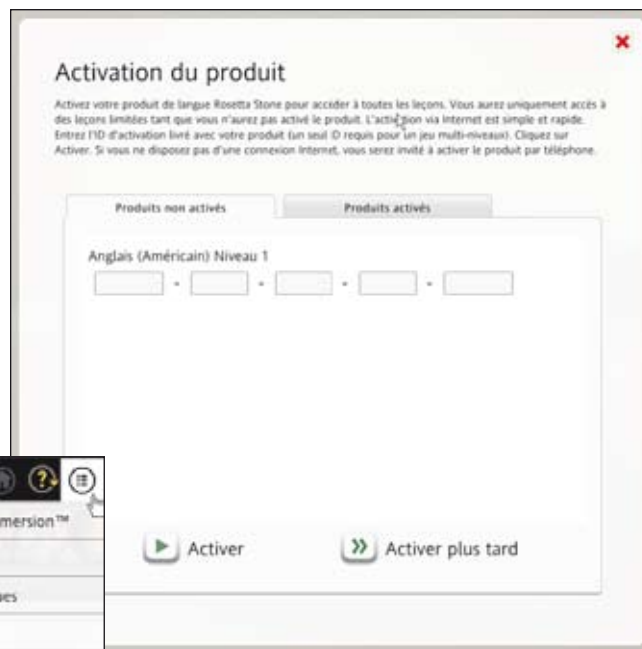 Activation du produit
Activez votre produit de langue Rosetta Stone pour accéder à toutes les leçons. Vous aurez uniquement accès à
des leçons limitées tant que vous n'aurez pas activé le produit. L'activation via Internet est simple et rapide.
Entrez l'ID d'activation livré avec votre produit (un seul ID requis pour un jeu multi-niveaux). Cliquez sur
Activer. Si vous ne disposez pas d'une connexion Internet, vous serez invité à activer le produit par téléphone.
Produits non activés
Produits activés
Anglais (Américain) Niveau 1
- - - -
mersion™
ues
Activer
Activer plus tard